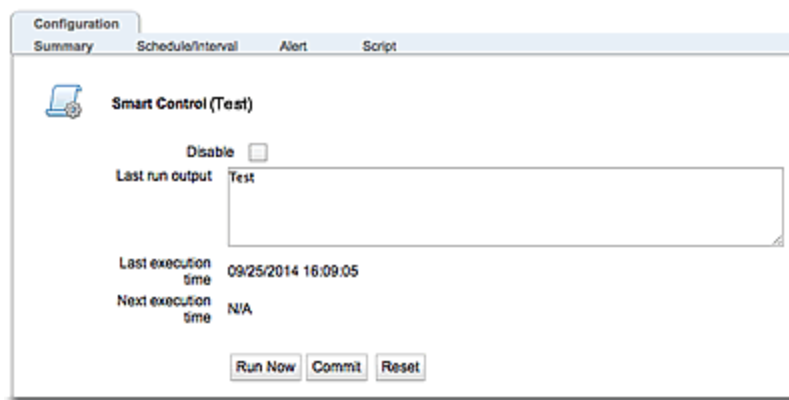 Configuration
Summary Schedule/Interval Alert Script
Smart Control (Test)
Disable
Last run output Test
Last execution time 09/25/2014 16:09:05
Next execution time N/A
Run Now Commit Reset